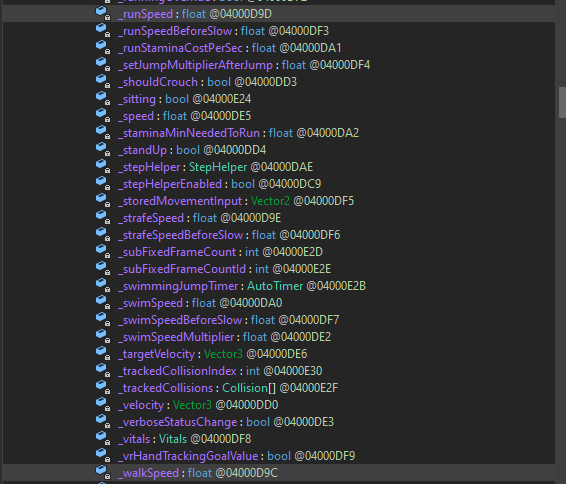 _runSpeed : float @04000D9D
_runSpeedBeforeSlow : float @04000DF3
_runStaminaCostPerSec : float @04000DA1
_setJumpMultiplierAfterJump : float @04000DF4
_shouldCrouch : bool @04000DD3
_sitting : bool @04000E24
_speed : float @04000DE5
_staminaMinNeededToRun : float @04000DA2
_standUp : bool @04000DD4
_stepHelper : StepHelper @04000DAE
_stepHelperEnabled : bool @04000DC9
_storedMovementInput : Vector2 @04000DF5
_strafeSpeed : float @04000D9E
_strafeSpeedBeforeSlow : float @04000DF6
_subFixedFrameCount : int @04000E2D
_subFixedFrameCountId : int @04000E2E
_swimmingJumpTimer : AutoTimer @04000E2B
_swimSpeed : float @04000DA0
_swimSpeedBeforeSlow : float @04000DF7
_swimSpeedMultiplier : float @04000DE2
_targetVelocity : Vector3 @04000DE6
_trackedCollisionIndex : int @04000E30
_trackedCollisions : Collision[] @04000E2F
_velocity : Vector3 @04000DD0
_verboseStatusChange : bool @04000DE3
_vitals : Vitals @04000DF8
_vrHandTrackingGoalValue : bool @04000DF9
_walkSpeed : float @04000D9C